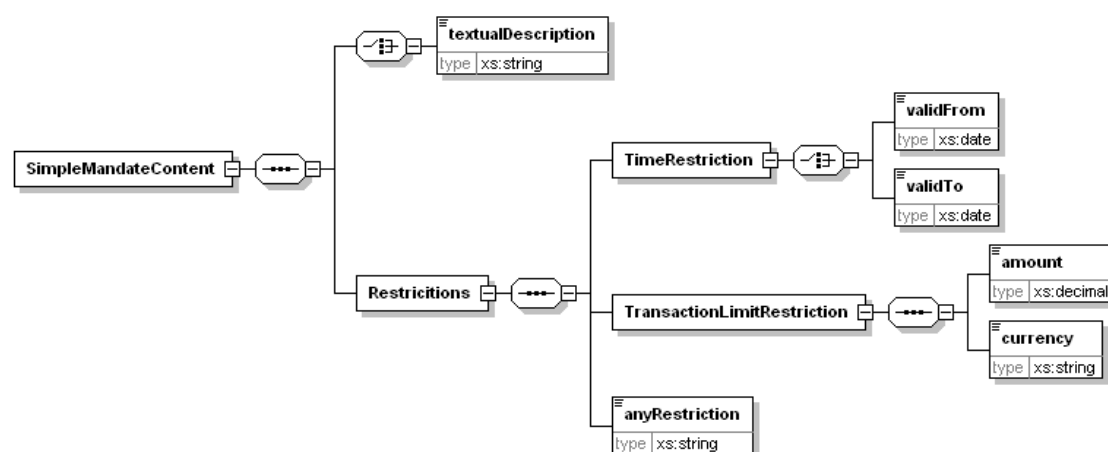 textualDescription
type xs:string
SimpleMandateContent
validFrom
type xs:date
TimeRestriction
validTo
type xs:date
Restricitions
amount
type xs:decimal
TransactionLimitRestriction
currency
type xs:string
anyRestriction
type xs:string